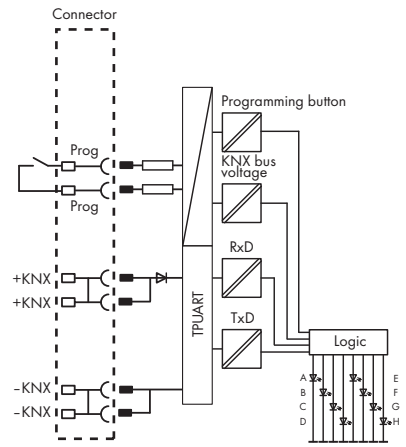 Connector
Programming button
Prog
KNX bus
voltage
Prog
RxD
+KNX
+KNX
TPUART
TxD
Logic
–KNX
–KNX
A
E
B
F
C
G
D
H